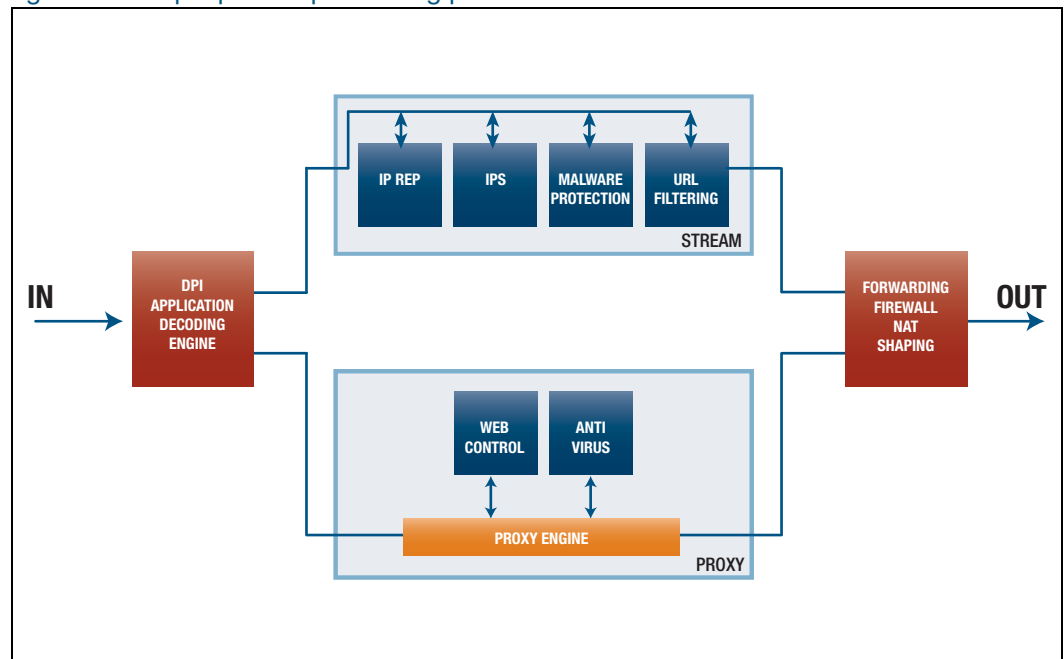 IP REP
IPS
MALWARE
PROTECTION
URL
FILTERING
STREAM
IN
DPI
APPLICATION
DECODING
ENGINE
FORWARDING
FIREWALL
NAT
SHAPING
OUT
WEB
CONTROL
ANTI
VIRUS
PROXY ENGINE
PROXY